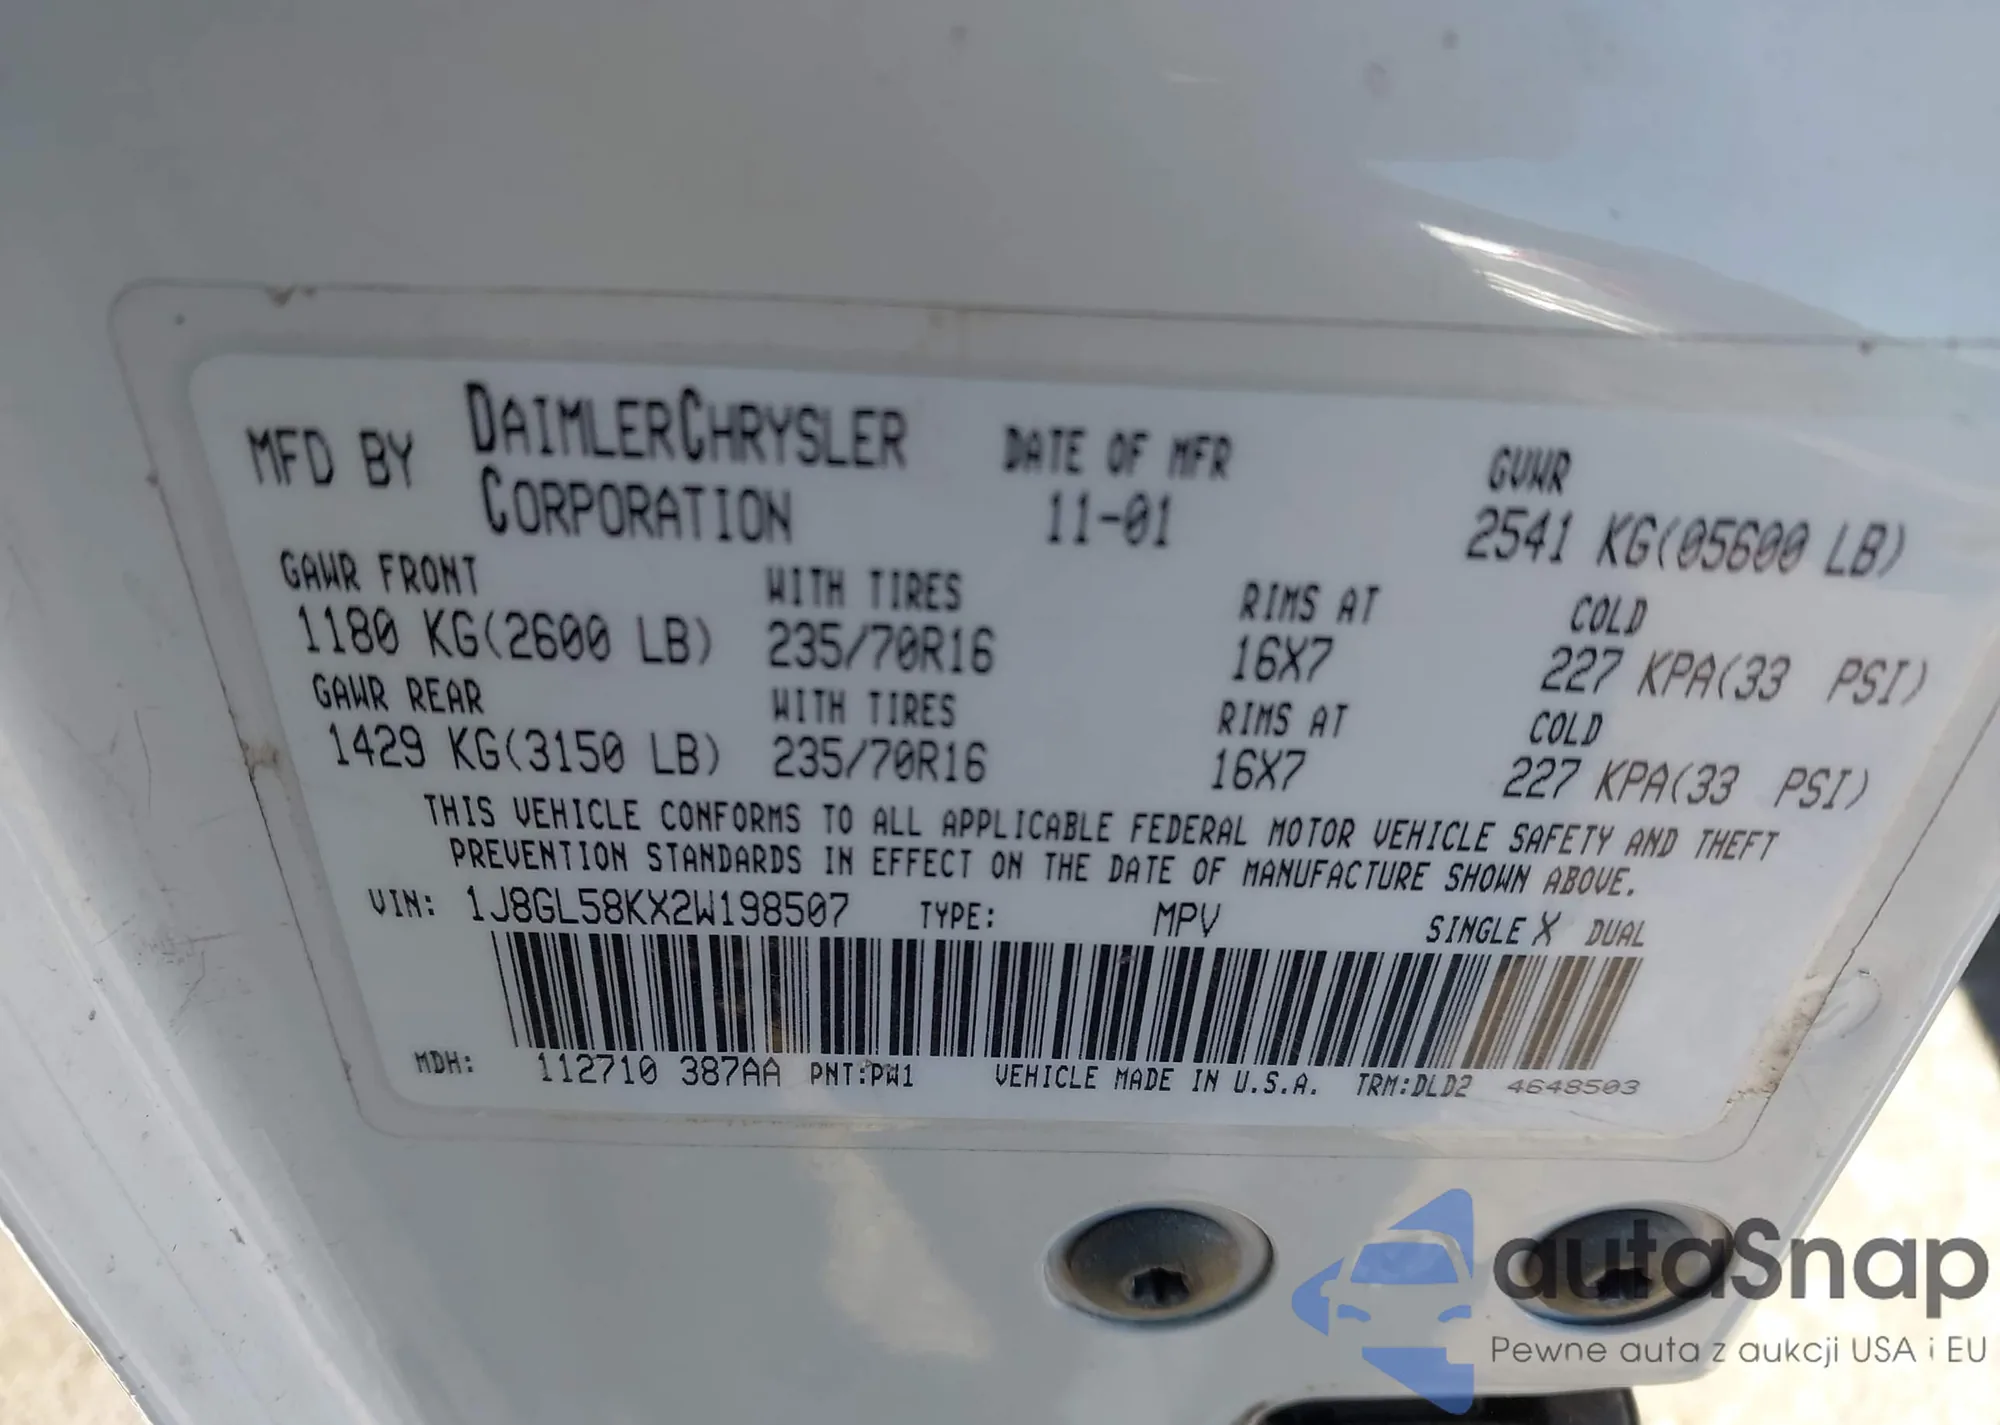 MFD BY DAIMLERCHRYSLER CORPORATION DATE OF MFR 11-01 GVWR 2541 KG(05600 LB)
GAWR FRONT WITH TIRES RIMS AT COLD
1180 KG(2600 LB) 235/70R16 16X7 227 KPA(33 PSI)
GAWR REAR WITH TIRES RIMS AT COLD
1429 KG(3150 LB) 235/70R16 16X7 227 KPA(33 PSI)
THIS VEHICLE CONFORMS TO ALL APPLICABLE FEDERAL MOTOR VEHICLE SAFETY AND THEFT
PREVENTION STANDARDS IN EFFECT ON THE DATE OF MANUFACTURE SHOWN ABOVE.
VIN: 1J8GL58KX2W198507 TYPE: MPV SINGLE X DUAL
MDH: 112710 387AA PNT:PW1 VEHICLE MADE IN U.S.A. TRM:DLD2 4648503
autaSnap
Pewne auta z aukcji USA i EU